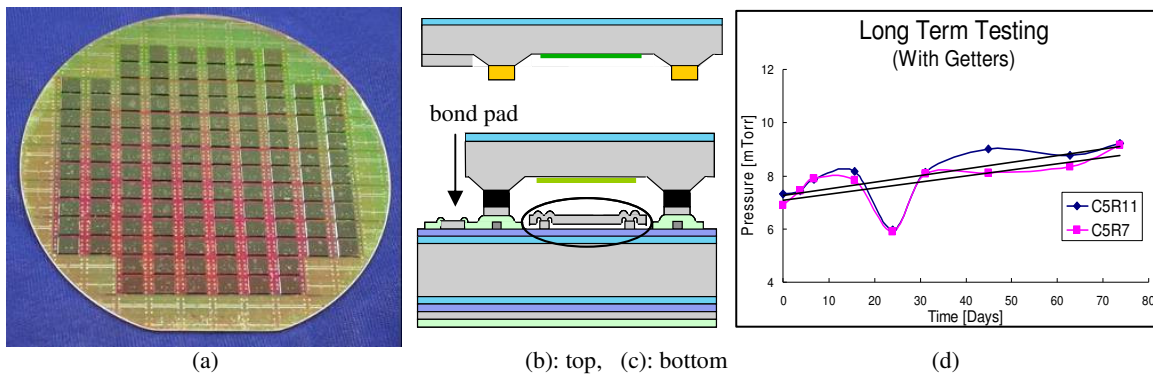 bond pad
Long Term Testing
(With Getters)
Pressure [mTorr]
12
10
8
6
4
C5R11
C5R7
0 10 20 30 40 50 60 70 80
Time [Days]
(a)
(b): top, (c): bottom
(d)